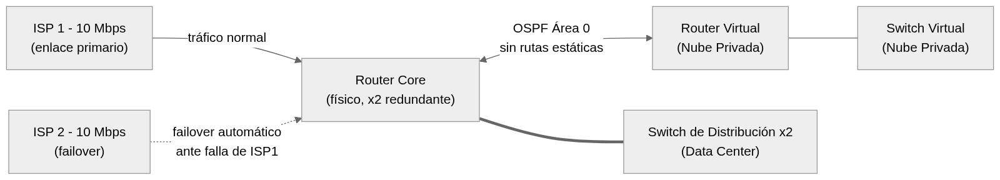 ISP 1 - 10 Mbps
(enlace primario)
tráfico normal
OSPF Área 0
sin rutas estáticas
Router Virtual
(Nube Privada)
Switch Virtual
(Nube Privada)
Router Core
(físico, x2 redundante)
ISP 2 - 10 Mbps
(failover)
failover automático
ante falla de ISP1
Switch de Distribución x2
(Data Center)